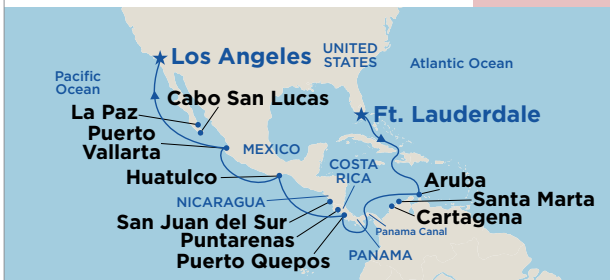 Los Angeles
UNITED
STATES
Atlantic Ocean
Pacific
Ocean
Cabo San Lucas
La Paz
Ft. Lauderdale
Puerto
Vallarta
MEXICO
COSTA
RICA
Huatulco
Aruba
NICARAGUA
Santa Marta
San Juan del Sur
Cartagena
Panama Canal
Puntarenas
PANAMA
Puerto Quepos